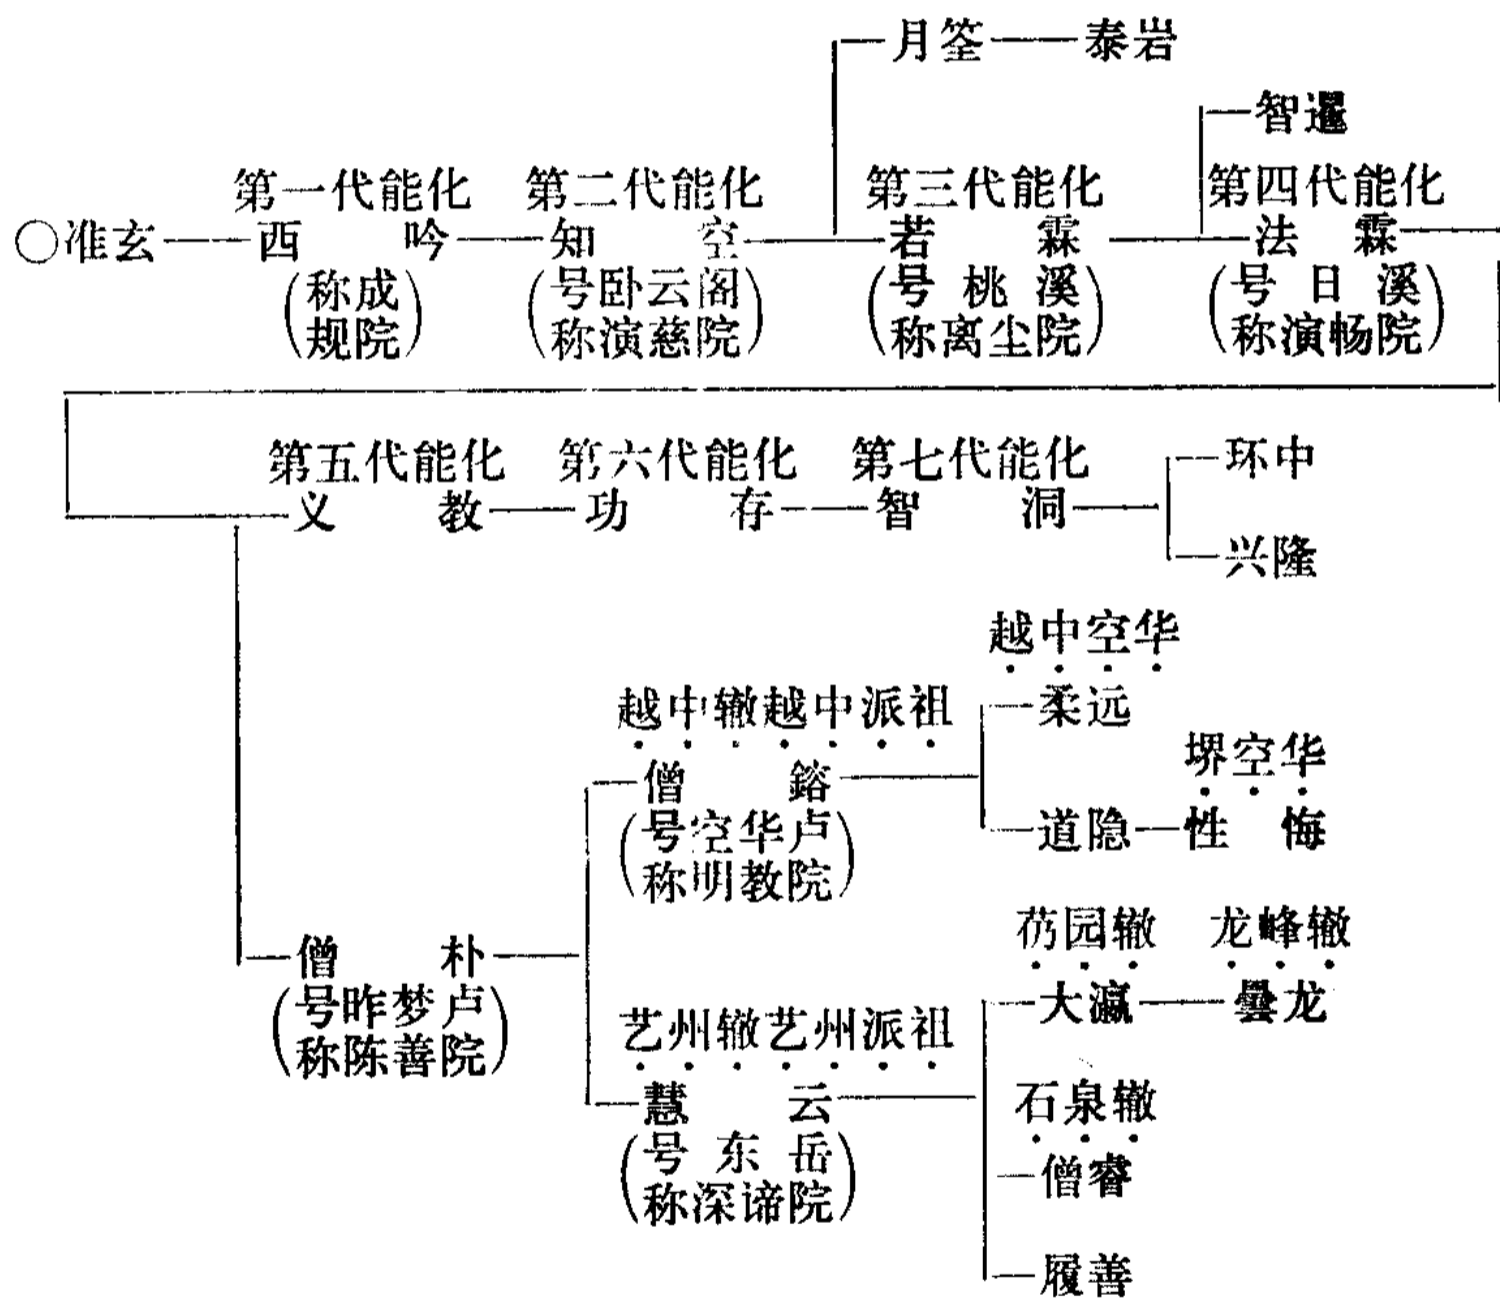 月筌 泰岩
智暹
第一代能化 第二代能化 第三代能化 第四代能化
○准玄 西吟 知空 若霖 法霖
(称成规院) (号卧云阁称演慈院) (号桃溪称离尘院) (号日溪称演畅院)
第五代能化 第六代能化 第七代能化
义教 功存 智洞
环中
兴隆
越中空华
柔远
越中辙越中派祖
堺空华
僧鎔
道隐 性悔
(号空华卢称明教院)
芿园辙 龙峰辙
大瀛 曇龙
僧朴
(号昨梦卢称陈善院)
艺州辙艺州派祖
慧云
(号东岳称深谛院)
石泉辙
僧睿
履善